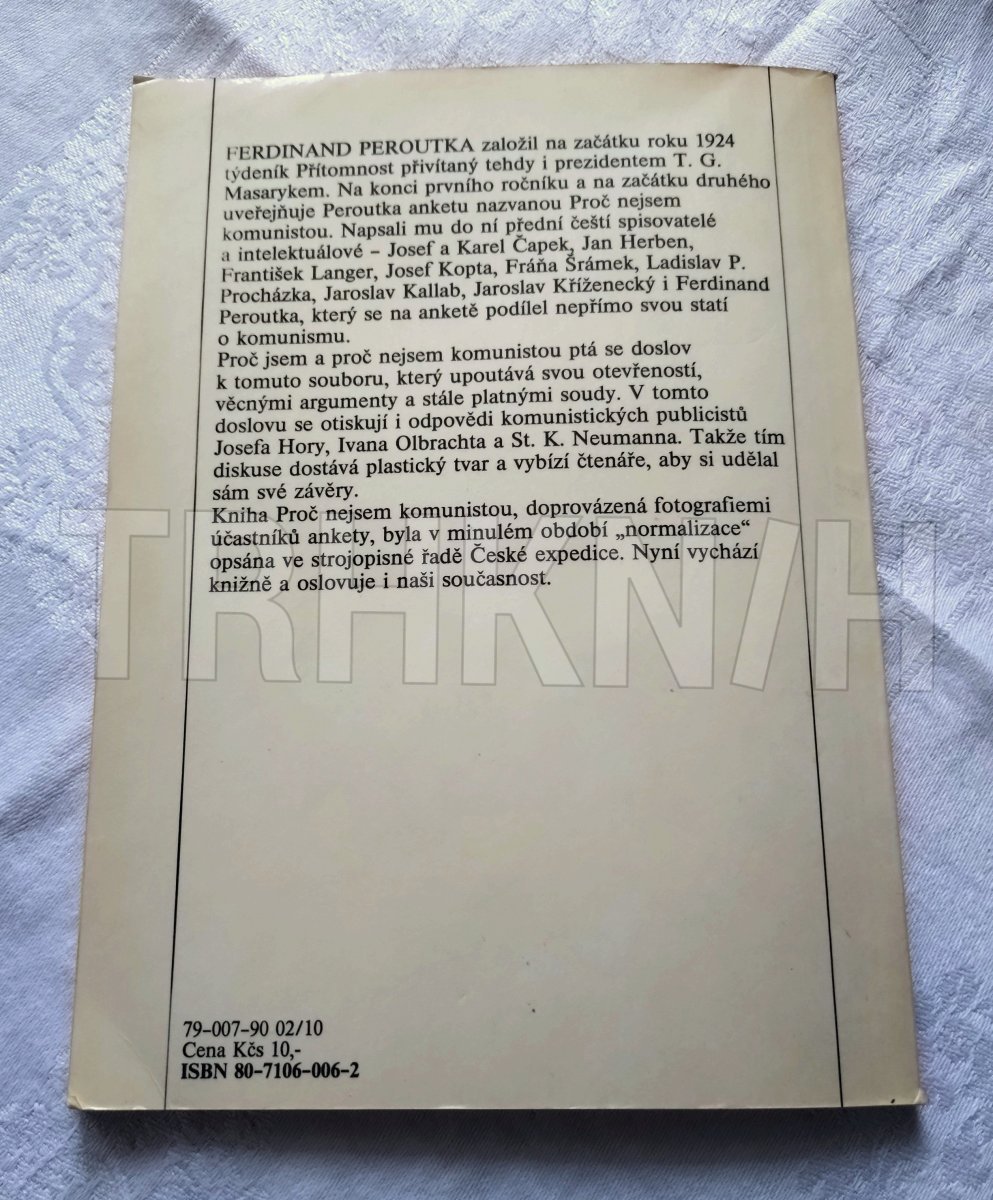 FERDINAND PEROUTKA založil na začátku roku 1924
týdeník Přítomnost přivítaný tehdy i prezidentem T. G.
Masarykem. Na konci prvního ročníku a na začátku druhého
uveřejňuje Peroutka anketu nazvanou Proč nejsem
komunistou. Napsali mu do ní přední čeští spisovatelé
a intelektuálové – Josef a Karel Čapek, Jan Herben,
František Langer, Josef Kopta, Fráňa Šrámek, Ladislav P.
Procházka, Jaroslav Kallab, Jaroslav Kříženecký i Ferdinand
Peroutka, který se na anketě podílel nepřímo svou statí
o komunismu.
Proč jsem a proč nejsem komunistou ptá se doslov
k tomuto souboru, který upoutává svou otevřeností,
věcnými argumenty a stále platnými soudy. V tomto
doslovu se otiskují i odpovědi komunistických publicistů
Josefa Hory, Ivana Olbrachta a St. K. Neumanna. Takže tím
diskuse dostává plastický tvar a vybízí čtenáře, aby si udělal
sám své závěry.
Kniha Proč nejsem komunistou, doprovázená fotografiemi
účastníků ankety, byla v minulém období „normalizace“
opsána ve strojopisné řadě České expedice. Nyní vychází
knižně a oslovuje i naši současnost.
TRHKNIH
79-007-90 02/10
Cena Kčs 10,-
ISBN 80-7106-006-2